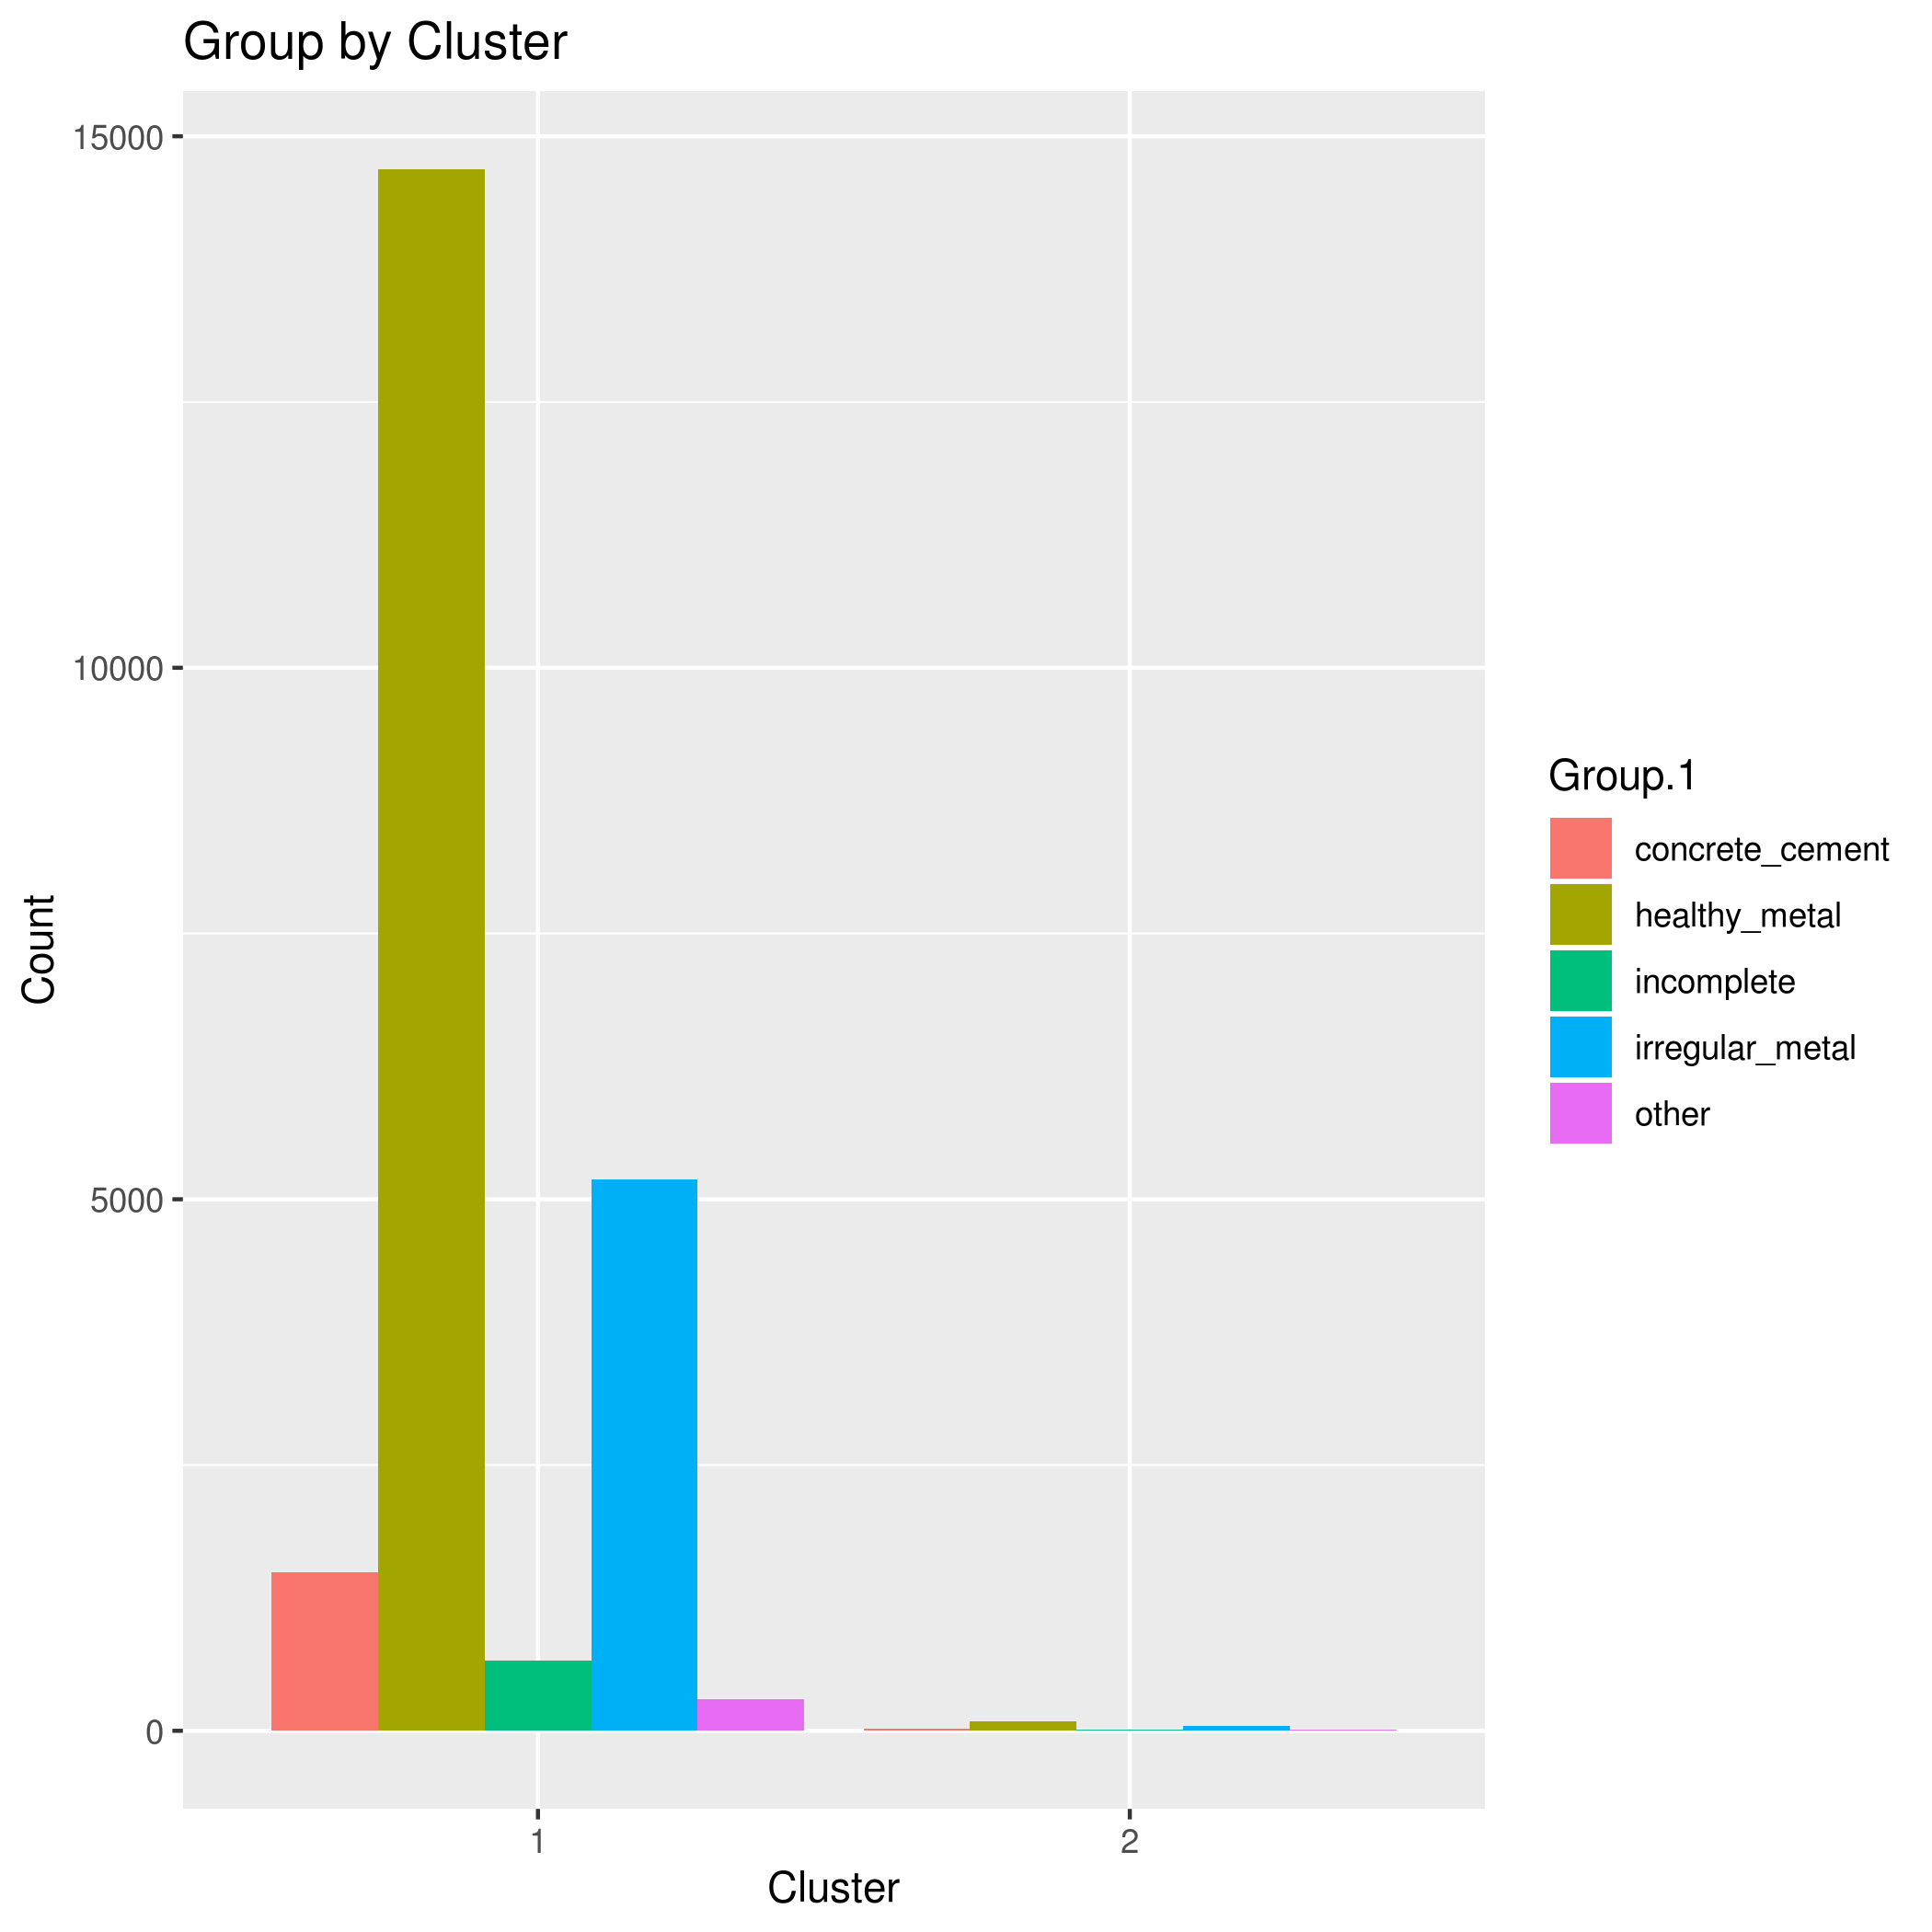 Group by Cluster
15000
10000
5000
0
Count
1
2
Cluster
Group.1
concrete_cement
healthy_metal
incomplete
irregular_metal
other